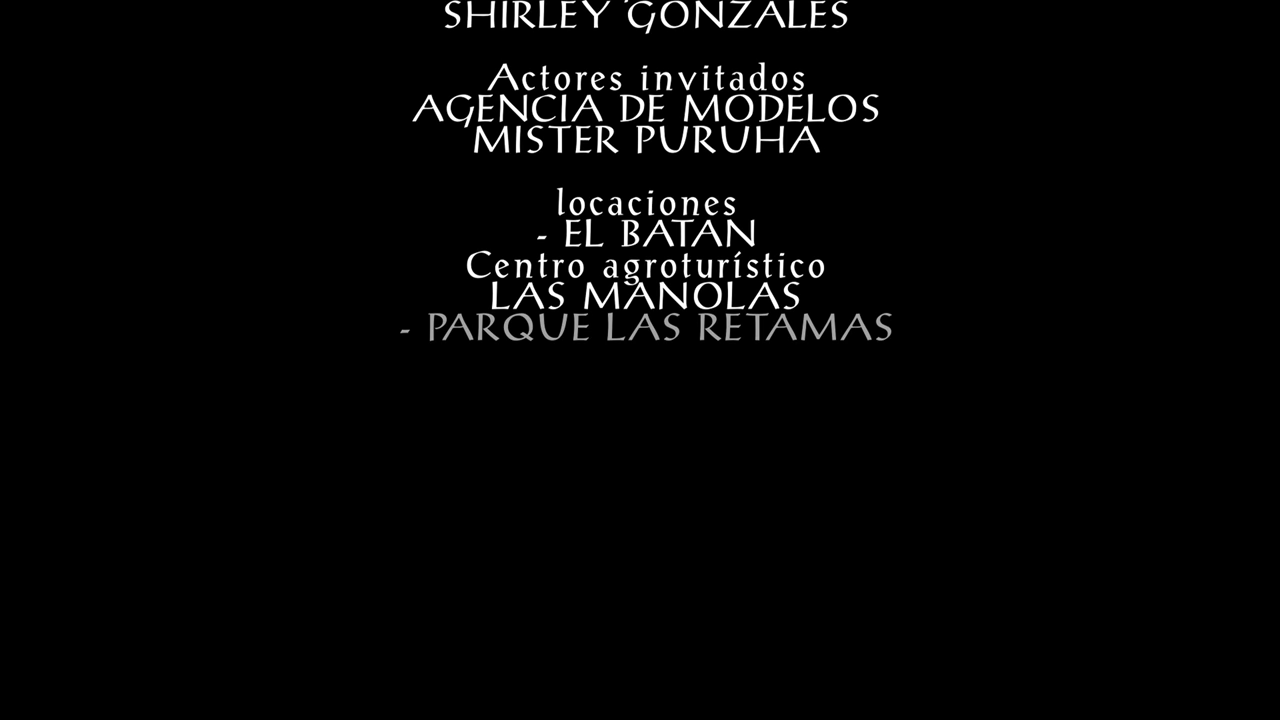 SHIRLEY GONZALES
Actores invitados
AGENCIA DE MODELOS
MISTER PURUHA
locaciones
- EL BATAN
Centro agroturístico
LAS MANOLAS
- PARQUE LAS RETAMAS